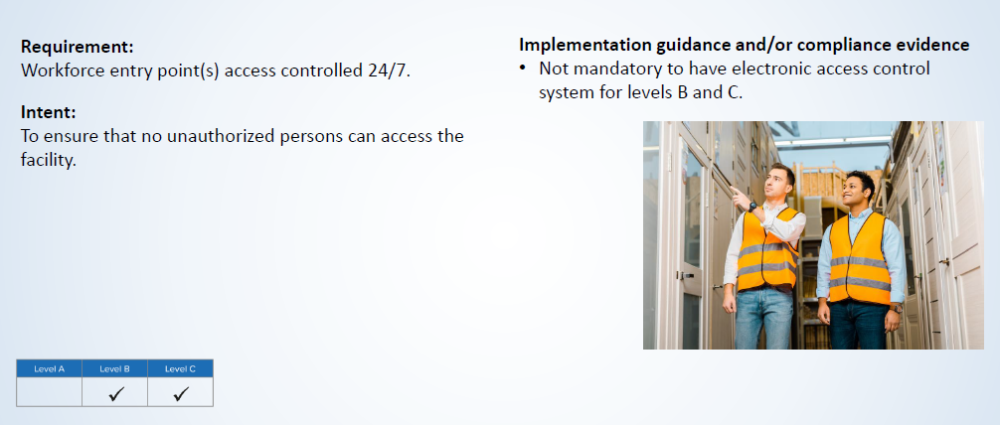 Requirement:
Workforce entry point(s) access controlled 24/7.
Intent:
To ensure that no unauthorized persons can access the
facility.
Implementation guidance and/or compliance evidence
• Not mandatory to have electronic access control
system for levels B and C.
Level A Level B Level C
✓ ✓